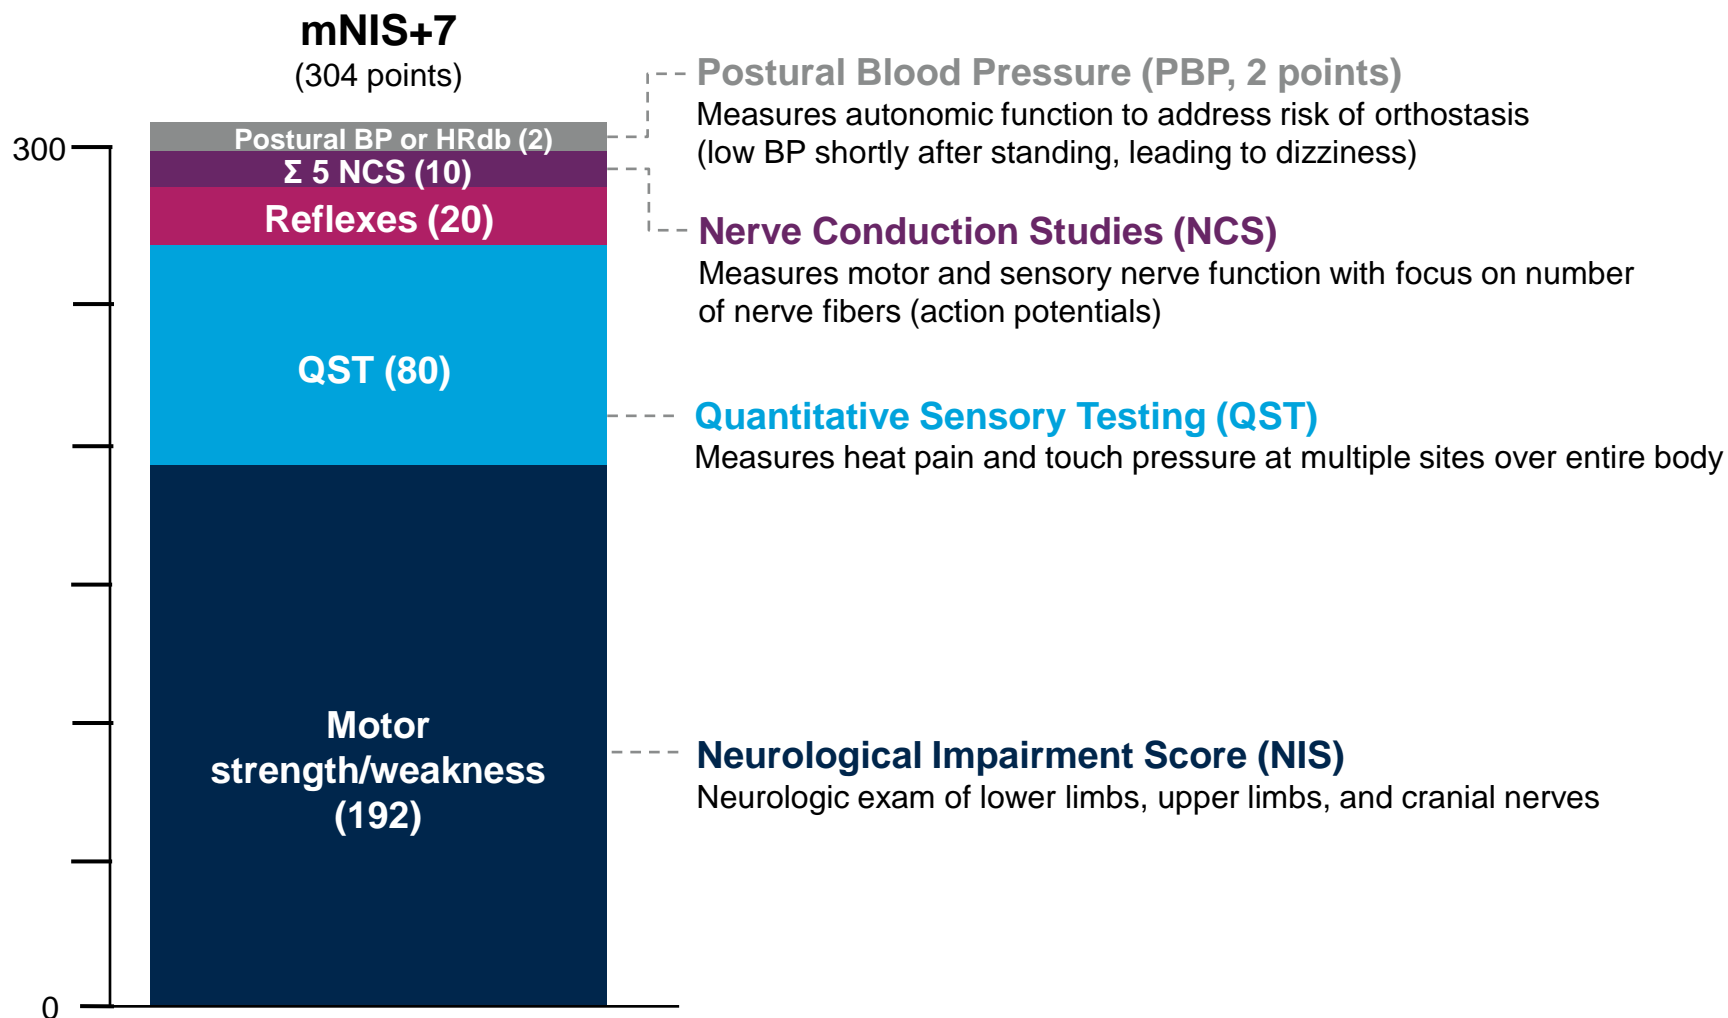 mNIS+7
(304 points)
300
0
Postural BP or HRdb (2)
Σ 5 NCS (10)
Reflexes (20)
QST (80)
Motor
strength/weakness
(192)
Postural Blood Pressure (PBP, 2 points)
Measures autonomic function to address risk of orthostasis
(low BP shortly after standing, leading to dizziness)
Nerve Conduction Studies (NCS)
Measures motor and sensory nerve function with focus on number
of nerve fibers (action potentials)
Quantitative Sensory Testing (QST)
Measures heat pain and touch pressure at multiple sites over entire body
Neurological Impairment Score (NIS)
Neurologic exam of lower limbs, upper limbs, and cranial nerves